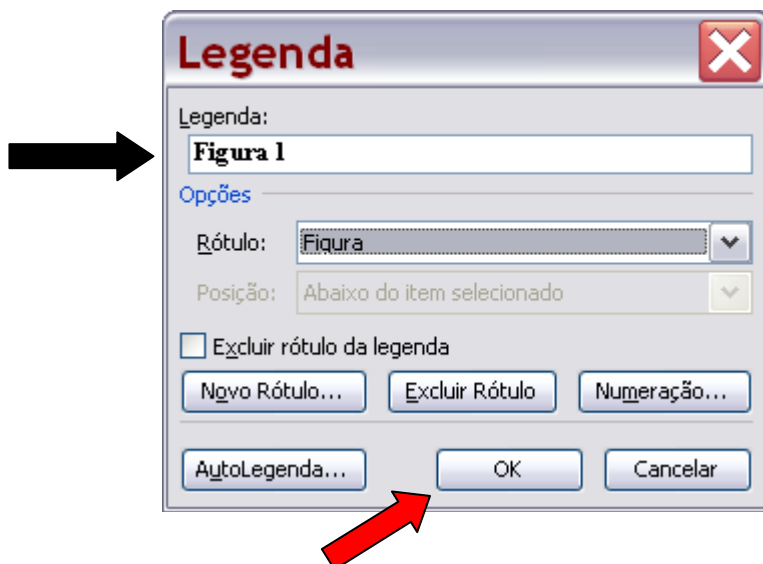 Legenda
Legenda:
Figura 1
Opções
Rótulo: Figura
Posição: Abaixo do item selecionado
Excluir rótulo da legenda
Novo Rótulo... Excluir Rótulo Numeração...
AutoLegenda... OK Cancelar